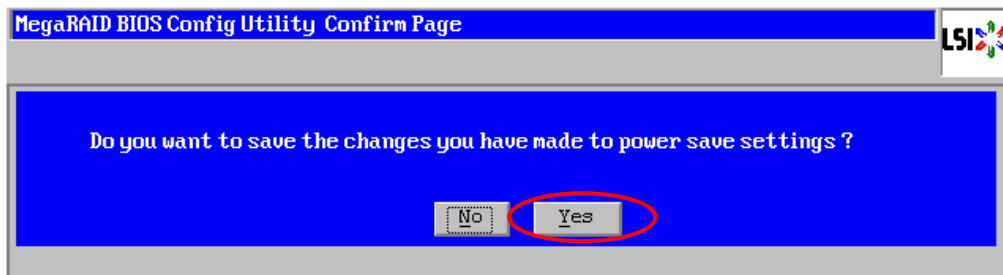 MegaRAID BIOS Config Utility Confirm Page
LSI
Do you want to save the changes you have made to power save settings ?
No Yes